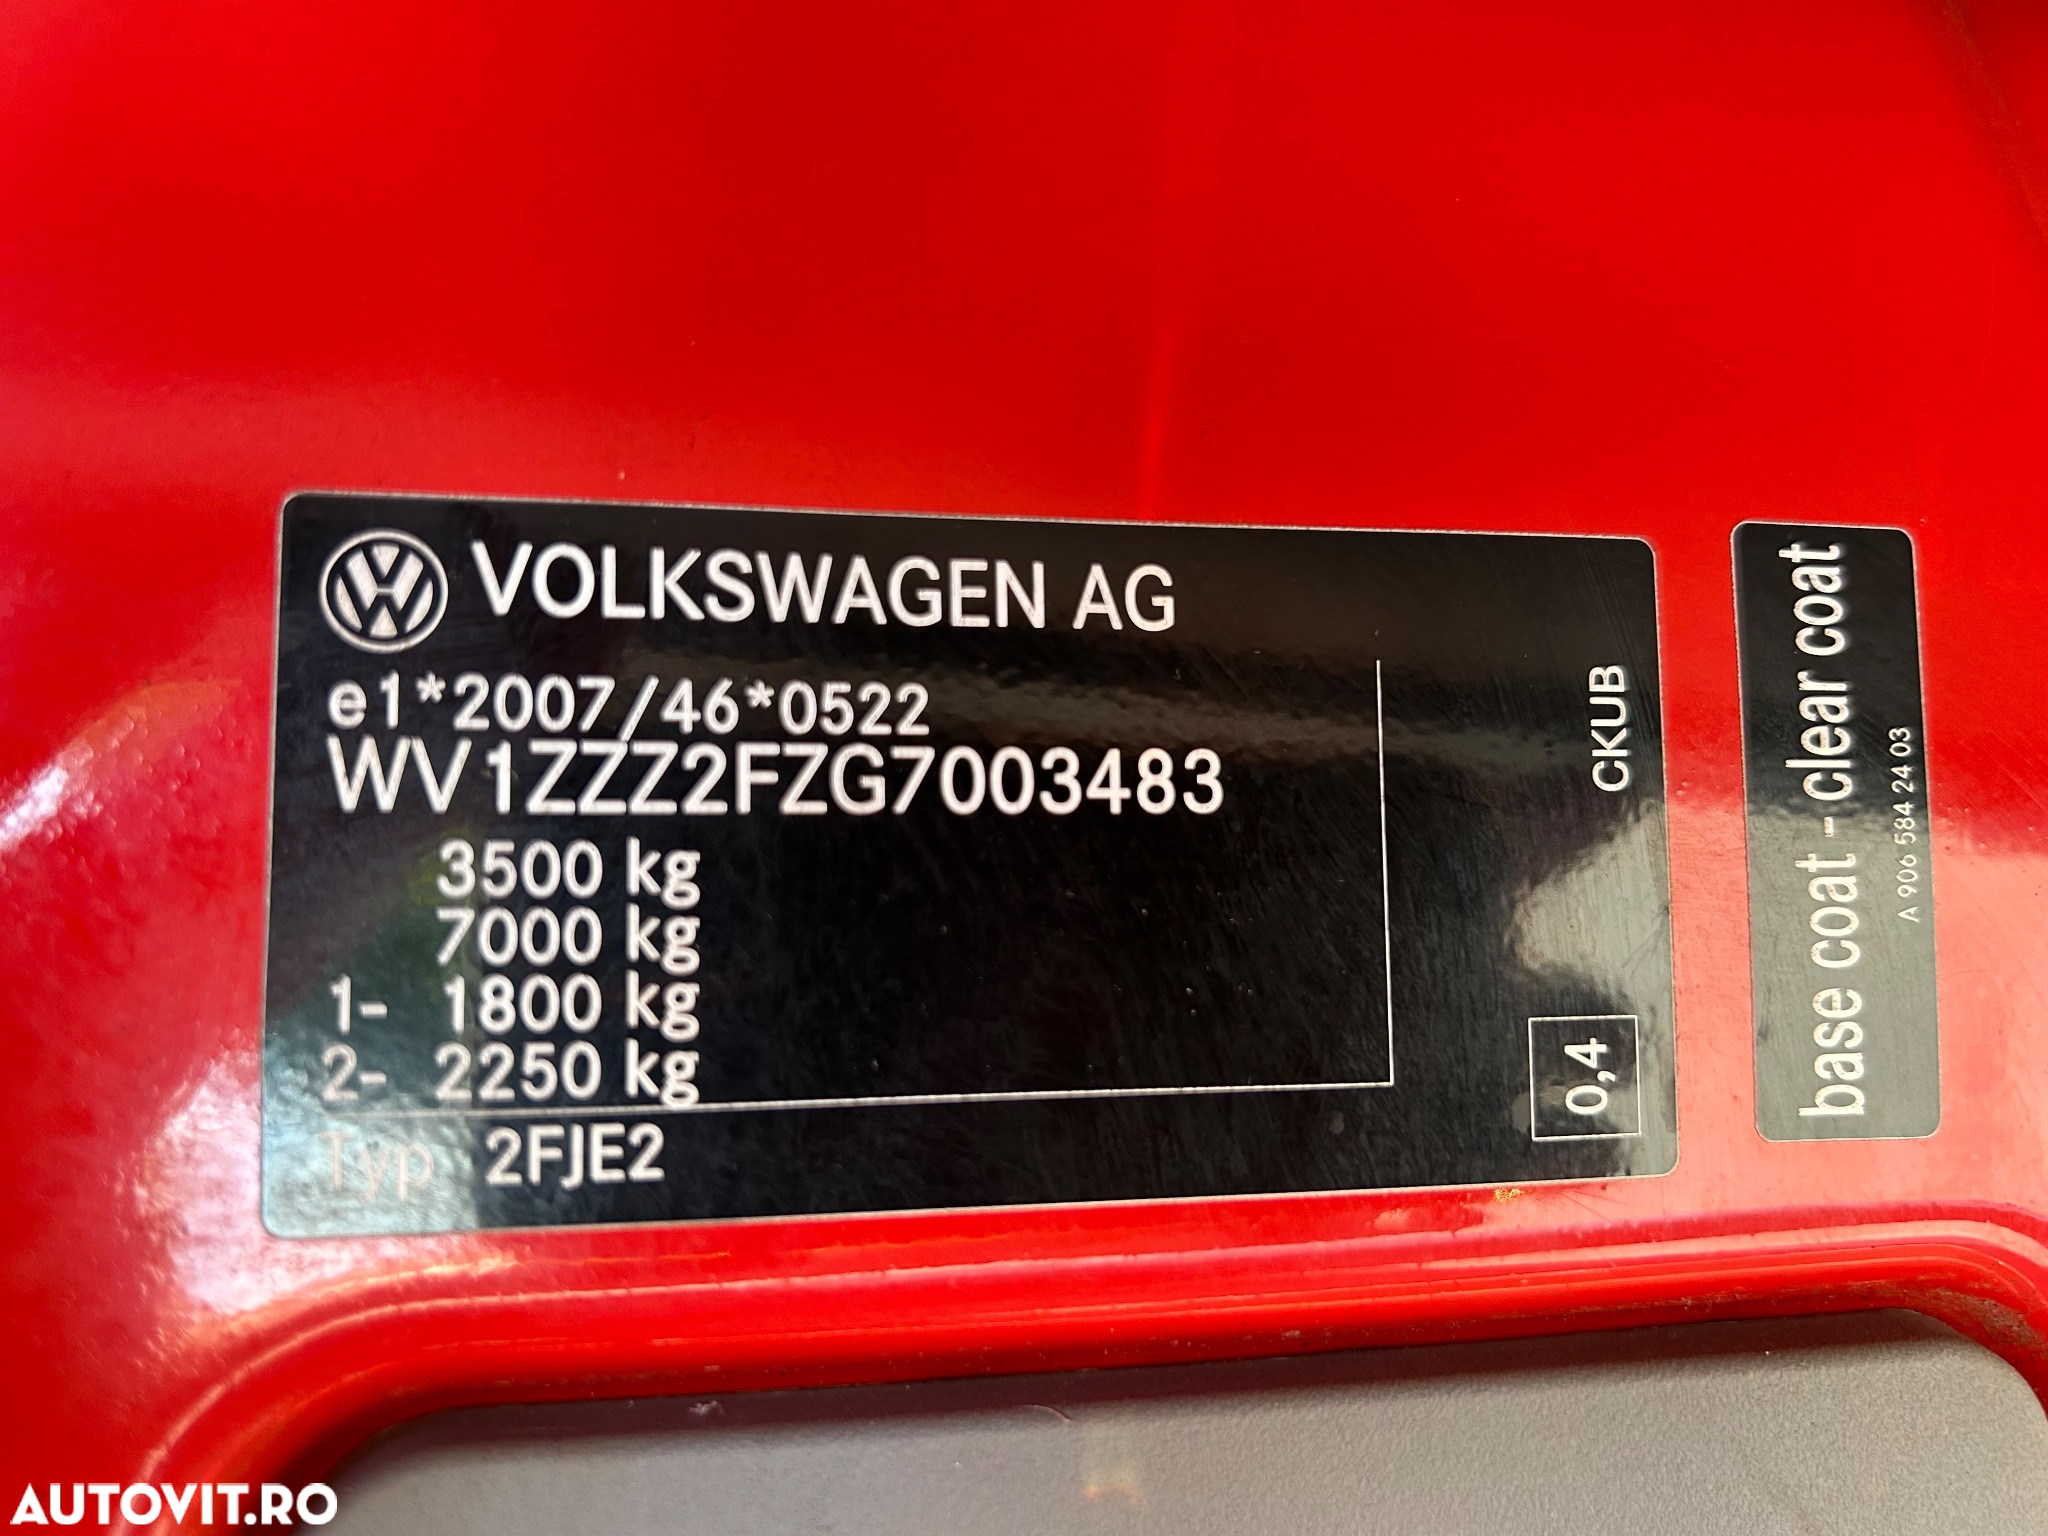 VOLKSWAGEN AG
e1*2007/46*0522
WV1ZZZ2FZG7003483
3500 kg
7000 kg
1- 1800 kg
2- 2250 kg
Typ 2FJE2
CKUB
0,4
base coat - clear coat
A 906 584 24 03
AUTOVIT.RO